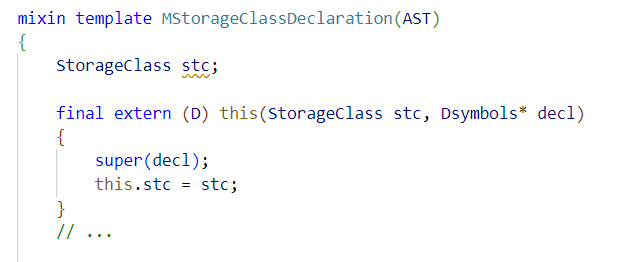 mixin template MStorageClassDeclaration(AST)
{
    StorageClass stc;

    final extern (D) this(StorageClass stc, Dsymbols* decl)
    {
        super(decl);
        this.stc = stc;
    }
    // ...